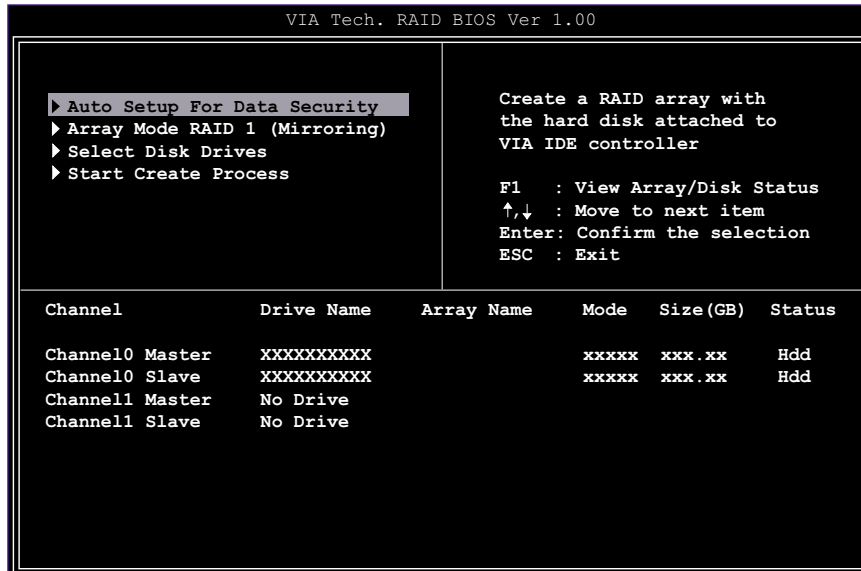 VIA Tech. RAID BIOS Ver 1.00
Auto Setup For Data Security
Array Mode RAID 1 (Mirroring)
Select Disk Drives
Start Create Process
Create a RAID array with
the hard disk attached to
VIA IDE controller
F1 : View Array/Disk Status
↑,↓ : Move to next item
Enter: Confirm the selection
ESC : Exit
Channel Drive Name Array Name Mode Size(GB) Status
Channel0 Master XXXXXXXXXX xxxxx xxx.xx Hdd
Channel0 Slave XXXXXXXXXX xxxxx xxx.xx Hdd
Channel1 Master No Drive
Channel1 Slave No Drive